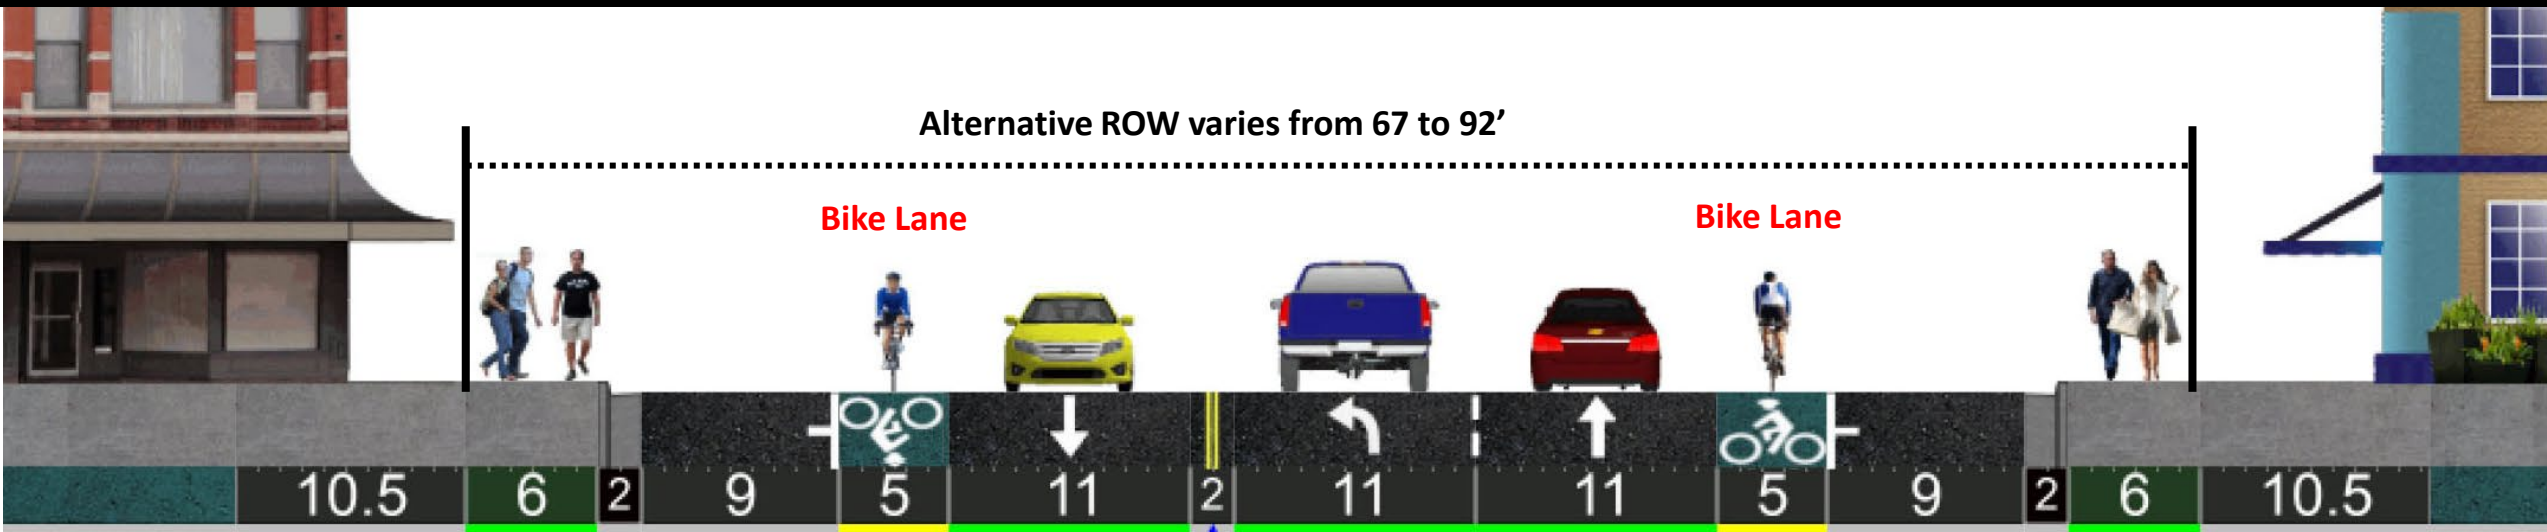 Alternative ROW varies from 67 to 92’
Bike Lane
Bike Lane
10.5 6 2 9 5 11 2 11 11 5 9 2 6 10.5